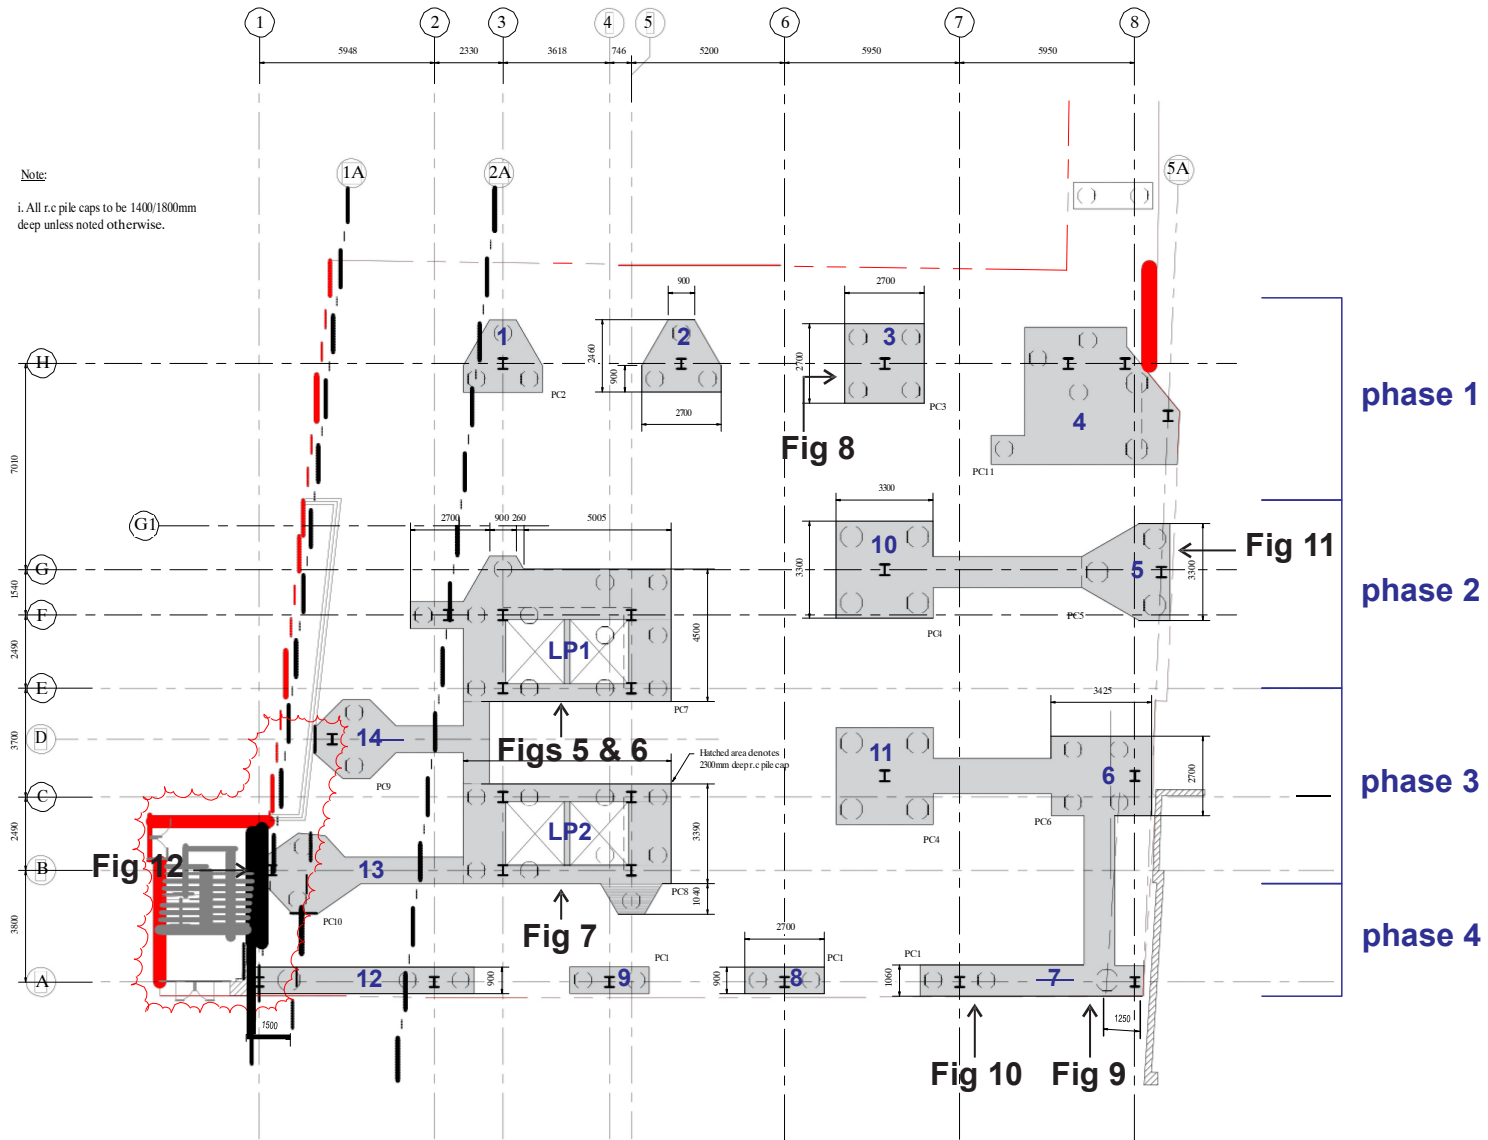 1
2
3
4
5
6
7
8
5948
2330
3618
746
5200
5950
5950
1A
2A
5A
Note:
i. All r.c pile caps to be 1400/1800mm
deep unless noted otherwise.
900
2700
1
2
3
2460
900
2700
H
PC2
PC3
2700
4
phase 1
Fig 8
7010
PC11
3300
G1
2700
900
260
5005
10
Fig 11
G
3300
5
3300
1540
phase 2
F
PC5
PC4
4500
2490
LP1
E
3425
PC7
3700
D
14
Figs 5 & 6
Hatched area denotes
2300mm deep r.c pile cap
11
6
2700
phase 3
PC9
C
PC6
2490
LP2
3390
PC4
Fig 12
B
13
PC8
1040
PC10
3800
Fig 7
2700
phase 4
PC1
PC1
PC1
A
12
900
9
900
8
1060
7
1500
1250
Fig 10
Fig 9